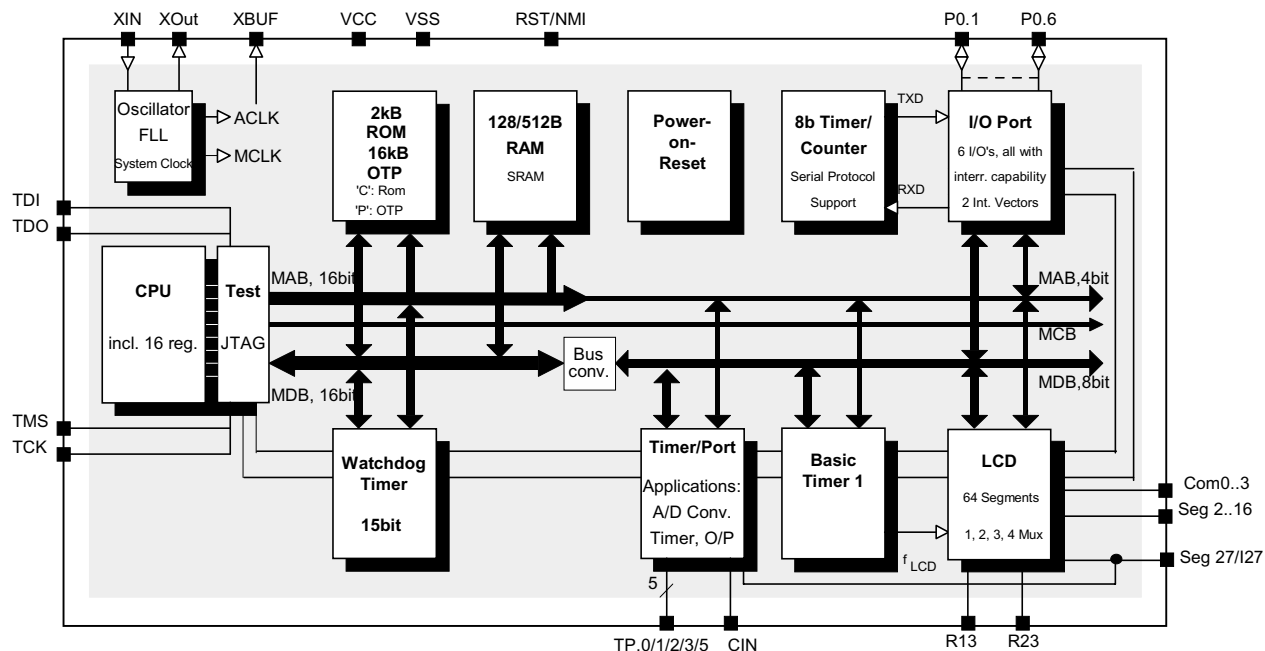 XIN
XOut
XBUF
VCC
VSS
RST/NMI
P0.1
P0.6
Oscillator
FLL
System Clock
ACLK
MCLK
2kB
ROM
16kB
OTP
'C': Rom
'P': OTP
128/512B
RAM
SRAM
Power-
on-
Reset
8b Timer/
Counter
Serial Protocol
Support
TXD
RXD
I/O Port
6 I/O's, all with
interr. capability
2 Int. Vectors
TDI
TDO
CPU
incl. 16 reg.
Test
JTAG
MAB, 16bit
MAB,4bit
MCB
MDB, 16bit
Bus
conv.
MDB,8bit
TMS
TCK
Watchdog
Timer
15bit
Timer/Port
Applications:
A/D Conv.
Timer, O/P
Basic
Timer 1
f LCD
LCD
64 Segments
1, 2, 3, 4 Mux
Com0..3
Seg 2..16
Seg 27/I27
5
TP.0/1/2/3/5
CIN
R13
R23